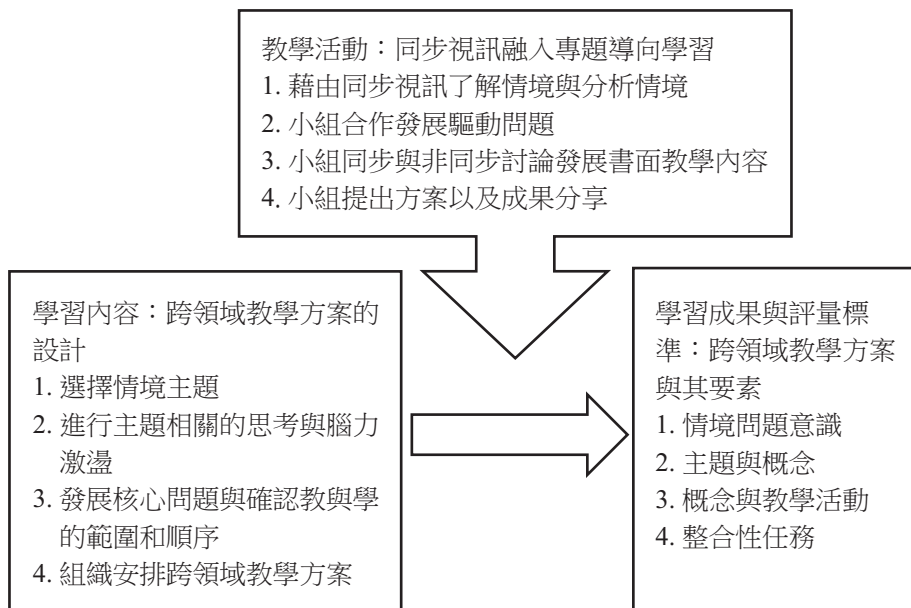 教學活動：同步視訊融入專題導向學習
1. 藉由同步視訊了解情境與分析情境
2. 小組合作發展驅動問題
3. 小組同步與非同步討論發展書面教學內容
4. 小組提出方案以及成果分享
學習內容：跨領域教學方案的
設計
1. 選擇情境主題
2. 進行主題相關的思考與腦力
激盪
3. 發展核心問題與確認教與學
的範圍和順序
4. 組織安排跨領域教學方案
學習成果與評量標
準：跨領域教學方案
與其要素
1. 情境問題意識
2. 主題與概念
3. 概念與教學活動
4. 整合性任務